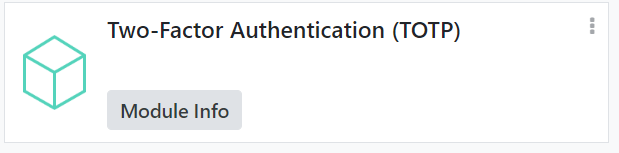 Two-Factor Authentication (TOTP)
Module Info